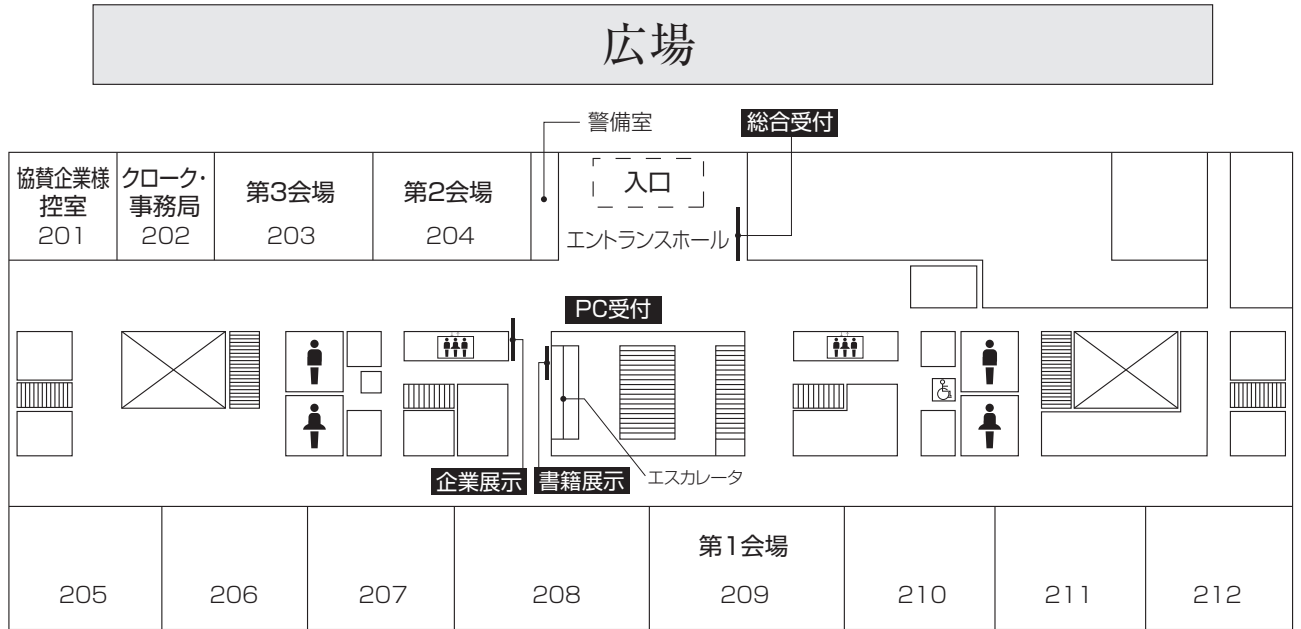 広場
警備室
総合受付
協賛企業様
控室
201
クローク・
事務局
202
第3会場
203
第2会場
204
入口
エントランスホール
PC受付
企業展示
書籍展示
エスカレータ
205
206
207
208
第1会場
209
210
211
212